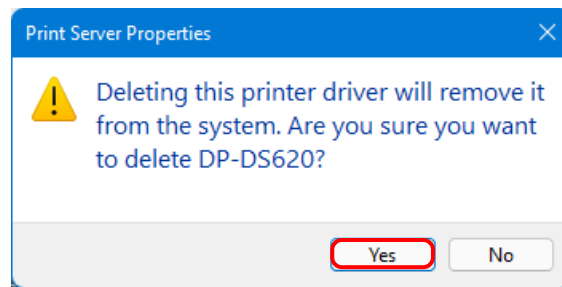 Print Server Properties
Deleting this printer driver will remove it
from the system. Are you sure you want
to delete DP-DS620?
Yes No